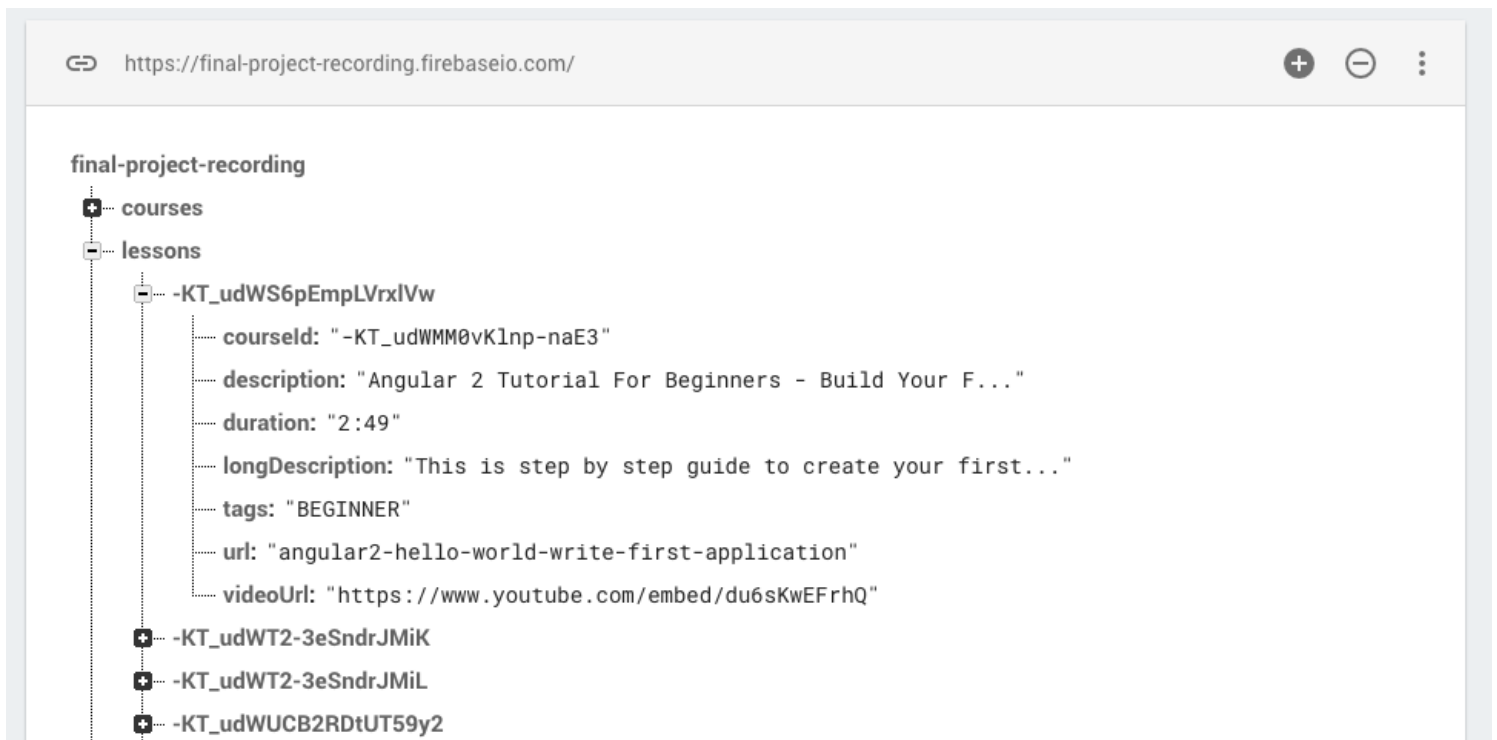 https://final-project-recording.firebaseio.com/
final-project-recording
courses
lessons
-KT_udWS6pEmpLVrxlVw
courseId: "-KT_udWMM0vKlnp-naE3"
description: "Angular 2 Tutorial For Beginners - Build Your F..."
duration: "2:49"
longDescription: "This is step by step guide to create your first..."
tags: "BEGINNER"
url: "angular2-hello-world-write-first-application"
videoUrl: "https://www.youtube.com/embed/du6sKwEFrhQ"
-KT_udWT2-3eSndrJMiK
-KT_udWT2-3eSndrJMiL
-KT_udWUCB2RDtUT59y2